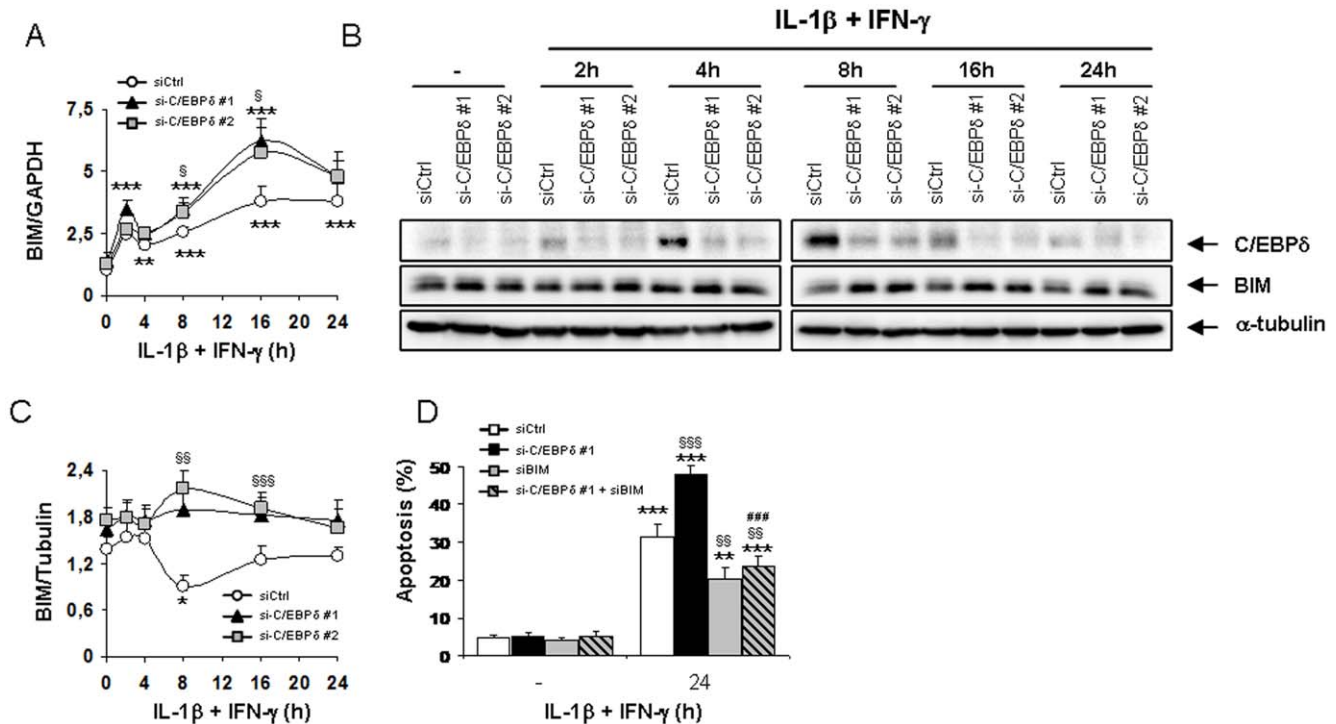 A
siCtrl
si-C/EBPδ #1
si-C/EBPδ #2
7,5
5
2,5
0
BIM/GAPDH
***
**
§
***
***
§
***
***
***
0 4 8 12 16 20 24
IL-1β + IFN-γ (h)
B
IL-1β + IFN-γ
- 2h 4h 8h 16h 24h
siCtrl si-C/EBPδ #1 si-C/EBPδ #2 siCtrl si-C/EBPδ #1 si-C/EBPδ #2 siCtrl si-C/EBPδ #1 si-C/EBPδ #2 siCtrl si-C/EBPδ #1 si-C/EBPδ #2 siCtrl si-C/EBPδ #1 si-C/EBPδ #2 siCtrl si-C/EBPδ #1 si-C/EBPδ #2
C/EBPδ
BIM
α-tubulin
C
2,4
1,8
1,2
0,6
0
BIM/Tubulin
§§
§§§
*
siCtrl
si-C/EBPδ #1
si-C/EBPδ #2
0 4 8 12 16 20 24
IL-1β + IFN-γ (h)
D
siCtrl
si-C/EBPδ #1
siBIM
si-C/EBPδ #1 + siBIM
50
40
30
20
10
0
Apoptosis (%)
***
§§§
***
§§
**
###
§§
***
- 24
IL-1β + IFN-γ (h)